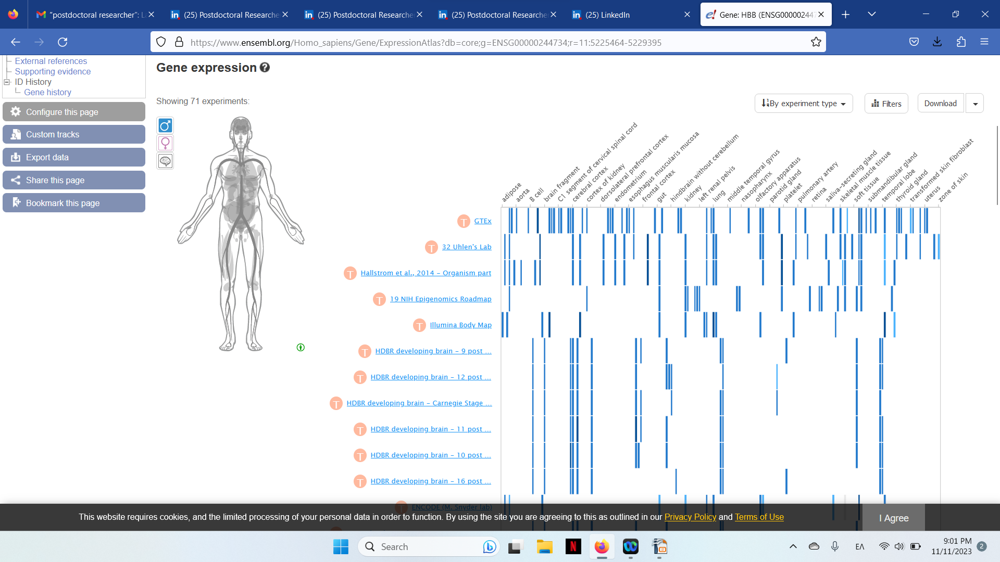 "postdoctoral researcher": L
(25) Postdoctoral Researche
(25) Postdoctoral Researche
(25) Postdoctoral Researche
(25) LinkedIn
Gene: HBB (ENSG00000244
https://www.ensembl.org/Homo_sapiens/Gene/ExpressionAtlas?db=core;g=ENSG00000244734;r=11:5225464-5229395
External references
Supporting evidence
ID History
Gene history
Configure this page
Custom tracks
Export data
Share this page
Bookmark this page
Gene expression
Showing 71 experiments:
By experiment type
Filters
Download
adipose
aorta
B cell
brain fragment
C1 segment of cervical spinal cord
cerebral cortex
cortex of kidney
dorsolateral prefrontal cortex
endometrium
esophagus muscularis mucosa
frontal cortex
gut
hindbrain without cerebellum
kidney
left renal pelvis
lung
middle temporal gyrus
nasopharynx
olfactory apparatus
parotid gland
platelet
pulmonary artery
retina
saliva-secreting gland
skeletal muscle tissue
soft tissue
submandibular gland
temporal lobe
thyroid gland
transformed skin fibroblast
uterus
zone of skin
T GTEx
T 32 Uhlen's Lab
T Hallstrom et al., 2014 - Organism part
T 19 NIH Epigenomics Roadmap
T Illumina Body Map
T HDBR developing brain - 9 post ...
T HDBR developing brain - 12 post ...
T HDBR developing brain - Carnegie Stage ...
T HDBR developing brain - 11 post ...
T HDBR developing brain - 10 post ...
T HDBR developing brain - 16 post ...
T ENCODE (M. Snyder lab)
This website requires cookies, and the limited processing of your personal data in order to function. By using the site you are agreeing to this as outlined in our Privacy Policy and Terms of Use
I Agree
Search
ΕΛ
9:01 PM
11/11/2023
2